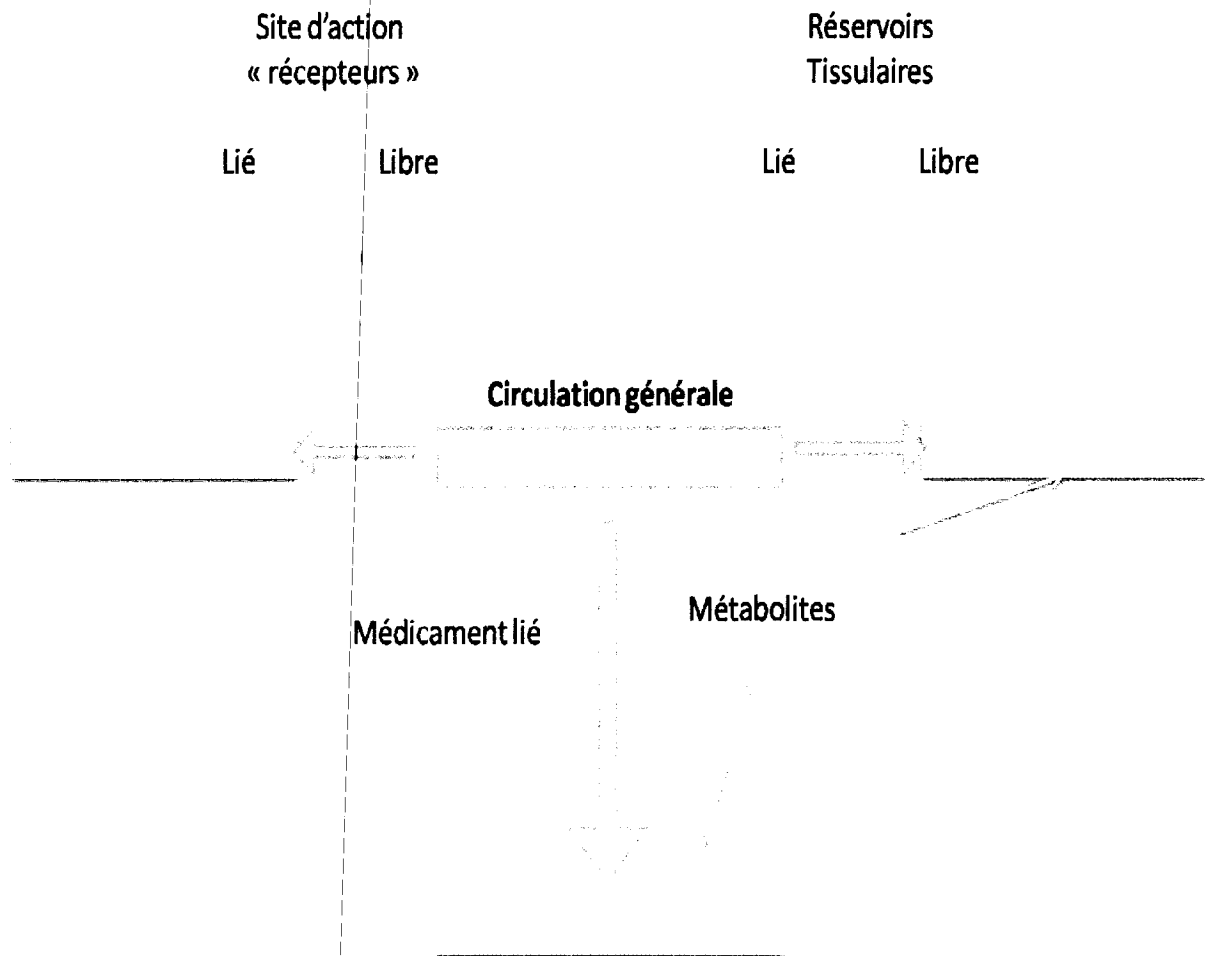 Site d'action
« récepteurs »
Réservoirs
Tissulaires
Lié
Libre
Lié
Libre
Circulation générale
Médicament lié
Métabolites